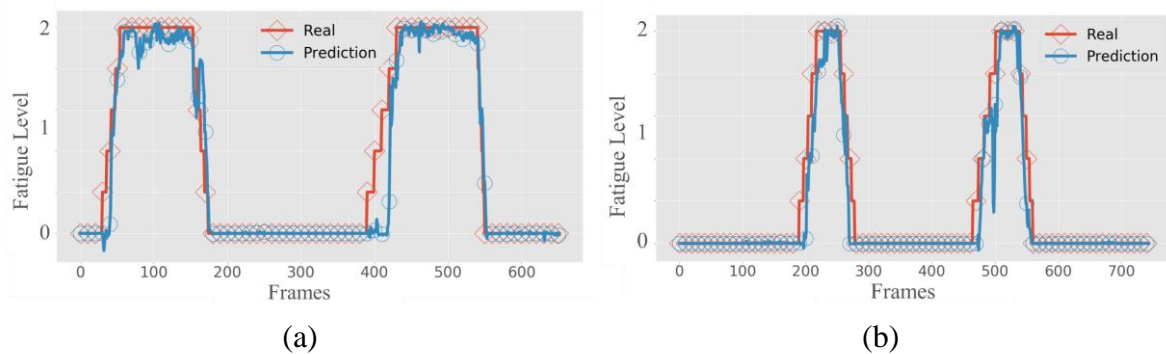 2
1
0
Fatigue Level
Real
Prediction
0 100 200 300 400 500 600
Frames
(a)
2
1
0
Fatigue Level
Real
Prediction
0 100 200 300 400 500 600 700
Frames
(b)